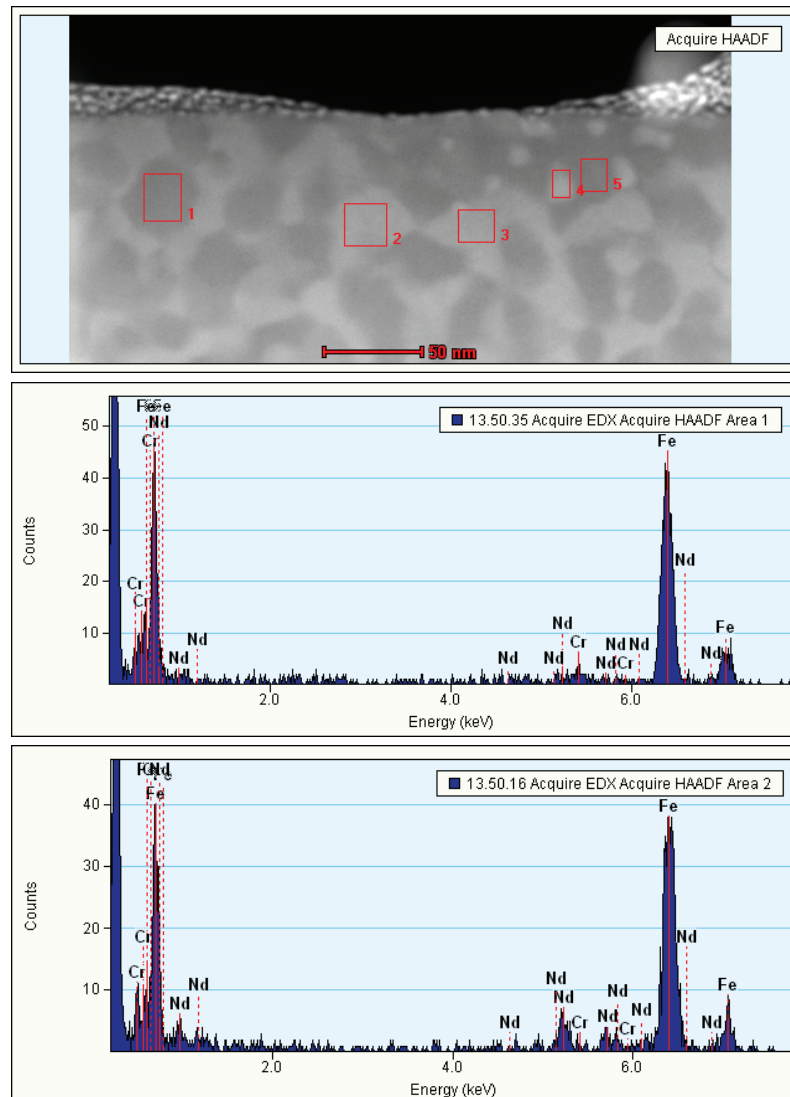 Acquire HAADF
1
2
3
4
5
50 nm
13.50.35 Acquire EDX Acquire HAADF Area 1
50
40
30
20
10
Counts
Fe
Nd
Cr
Cr
Cr
Nd
Nd
Nd
Nd
Nd
Cr
Nd
Nd
Cr
Nd
Fe
Nd
Nd
Fe
2.0
4.0
6.0
Energy (keV)
13.50.16 Acquire EDX Acquire HAADF Area 2
40
30
20
10
Counts
Nd
Fe
Cr
Cr
Nd
Nd
Nd
Nd
Nd
Cr
Nd
Nd
Cr
Nd
Fe
Nd
Nd
Fe
2.0
4.0
6.0
Energy (keV)